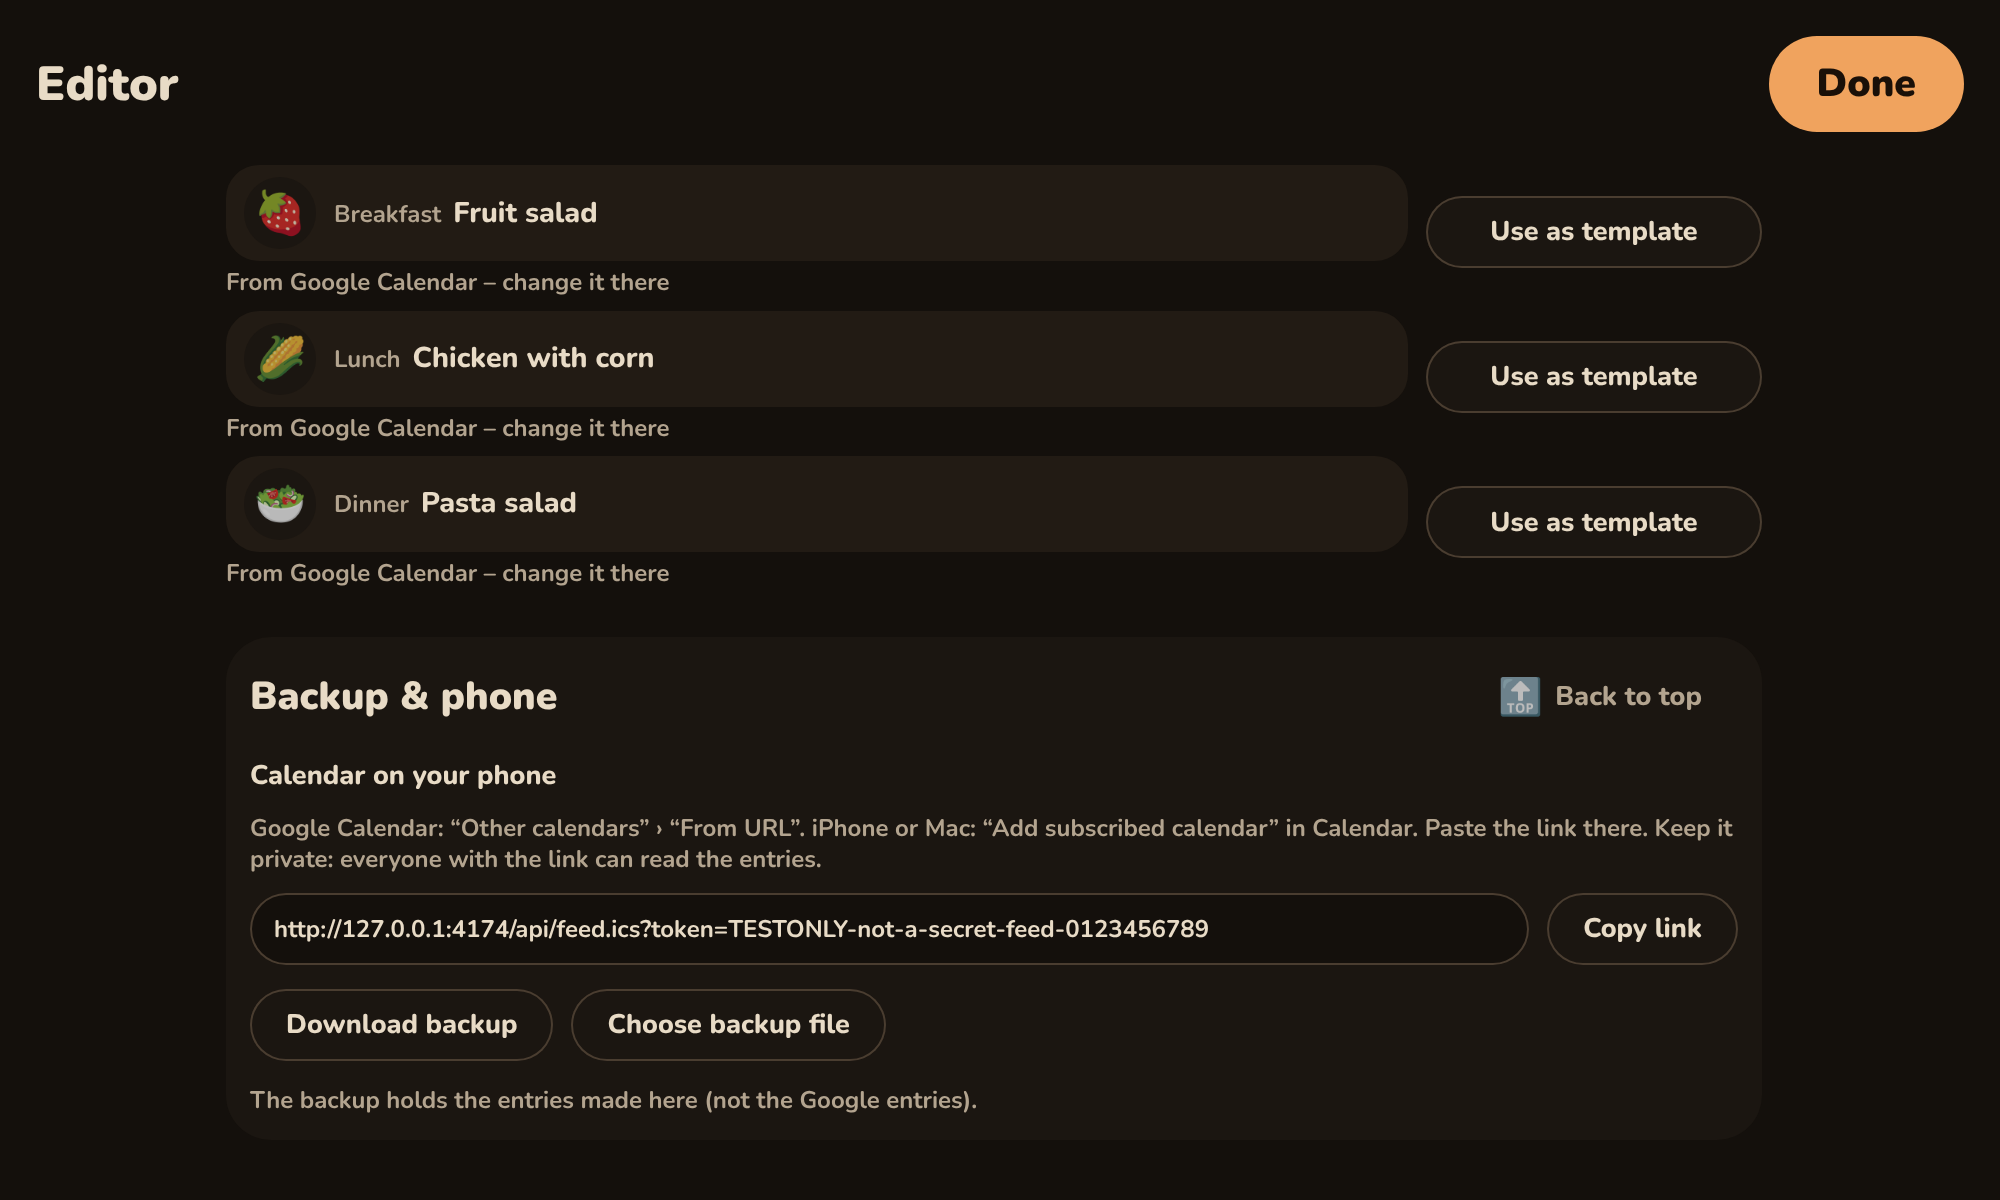 Editor
Done
Breakfast Fruit salad
Use as template
From Google Calendar – change it there
Lunch Chicken with corn
Use as template
From Google Calendar – change it there
Dinner Pasta salad
Use as template
From Google Calendar – change it there
Backup & phone
TOP Back to top
Calendar on your phone
Google Calendar: “Other calendars” › “From URL”. iPhone or Mac: “Add subscribed calendar” in Calendar. Paste the link there. Keep it
private: everyone with the link can read the entries.
http://127.0.0.1:4174/api/feed.ics?token=TESTONLY-not-a-secret-feed-0123456789
Copy link
Download backup
Choose backup file
The backup holds the entries made here (not the Google entries).